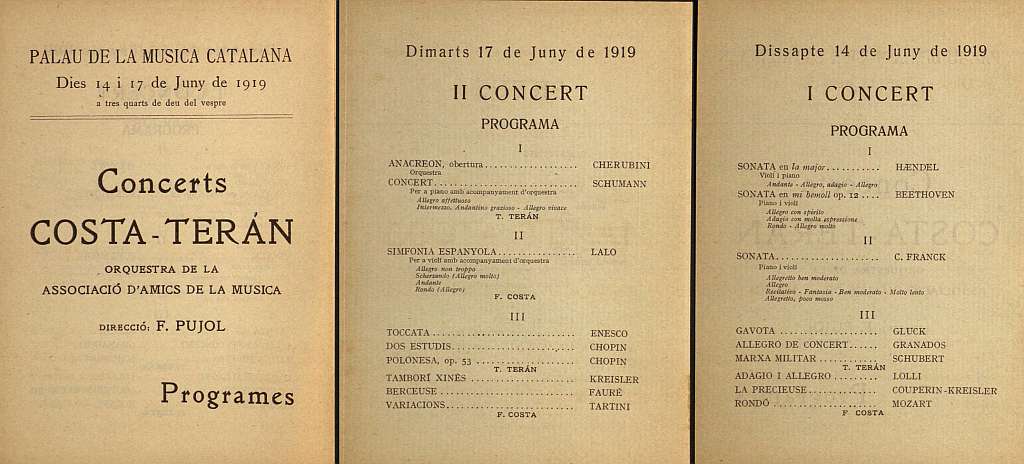 PALAU DE LA MUSICA CATALANA
Dies 14 i 17 de Juny de 1919
a tres quarts de deu del vespre
Concerts
COSTA-TERÁN
ORQUESTRA DE LA
ASSOCIACIÓ D'AMICS DE LA MUSICA
DIRECCIÓ: F. PUJOL
Programes
Dimarts 17 de Juny de 1919
II CONCERT
PROGRAMA
I
ANACREON, obertura................... CHERUBINI
Orquestra
CONCERT............................. SCHUMANN
Per a piano amb acompanyament d'orquestra
Allegro affettuoso
Intermezzo, Andantino grazioso - Allegro vivace
T. TERÁN
II
SIMFONIA ESPANYOLA................ LALO
Per a violí amb acompanyament d'orquestra
Allegro non troppo
Scherzando (Allegro molto)
Andante
Rondo (Allegro)
F. COSTA
III
TOCCATA............................. ENESCO
DOS ESTUDIS......................... CHOPIN
POLONESA, op. 53.................... CHOPIN
T. TERÁN
TAMBORÍ XINÈS...................... KREISLER
BERCEUSE........................... FAURÉ
VARIACIONS......................... TARTINI
F. COSTA
Dissapte 14 de Juny de 1919
I CONCERT
PROGRAMA
I
SONATA en la major........... HÆNDEL
Violí i piano
Andante - Allegro, adagio - Allegro
SONATA en mi bemoll op. 12.... BEETHOVEN
Piano i violí
Allegro con spirito
Adagio con molta espressione
Rondo - Allegro molto
II
SONATA...................... C. FRANCK
Piano i violí
Allegretto ben moderato
Allegro
Recitativo - Fantasia - Ben moderato - Molto lento
Allegretto, poco mosso
III
GAVOTA.................... GLUCK
ALLEGRO DE CONCERT...... GRANADOS
MARXA MILITAR............ SCHUBERT
T. TERÁN
ADAGIO I ALLEGRO......... LOLLI
LA PRECIEUSE.............. COUPERIN-KREISLER
RONDÓ..................... MOZART
F. COSTA